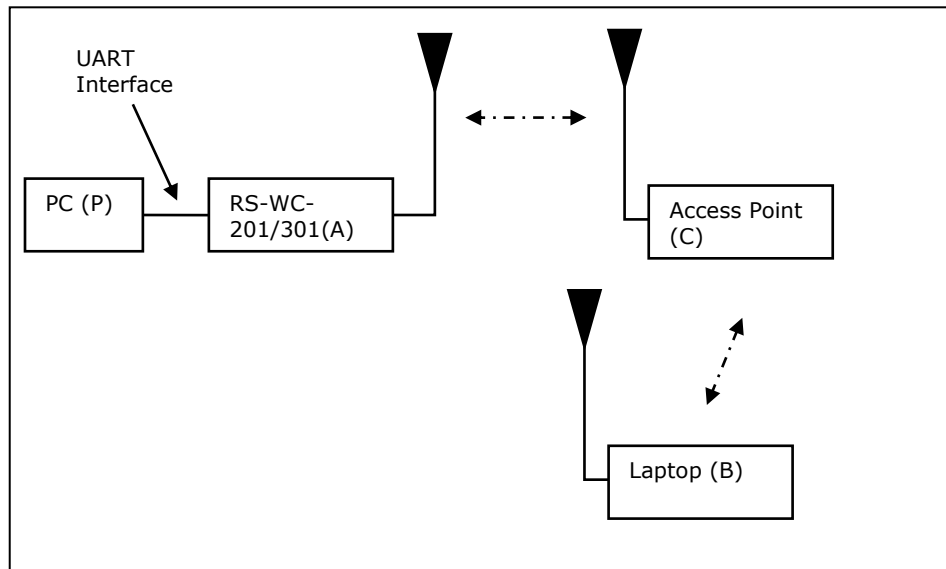 UART
Interface
PC (P)
RS-WC-
201/301(A)
Access Point
(C)
Laptop (B)